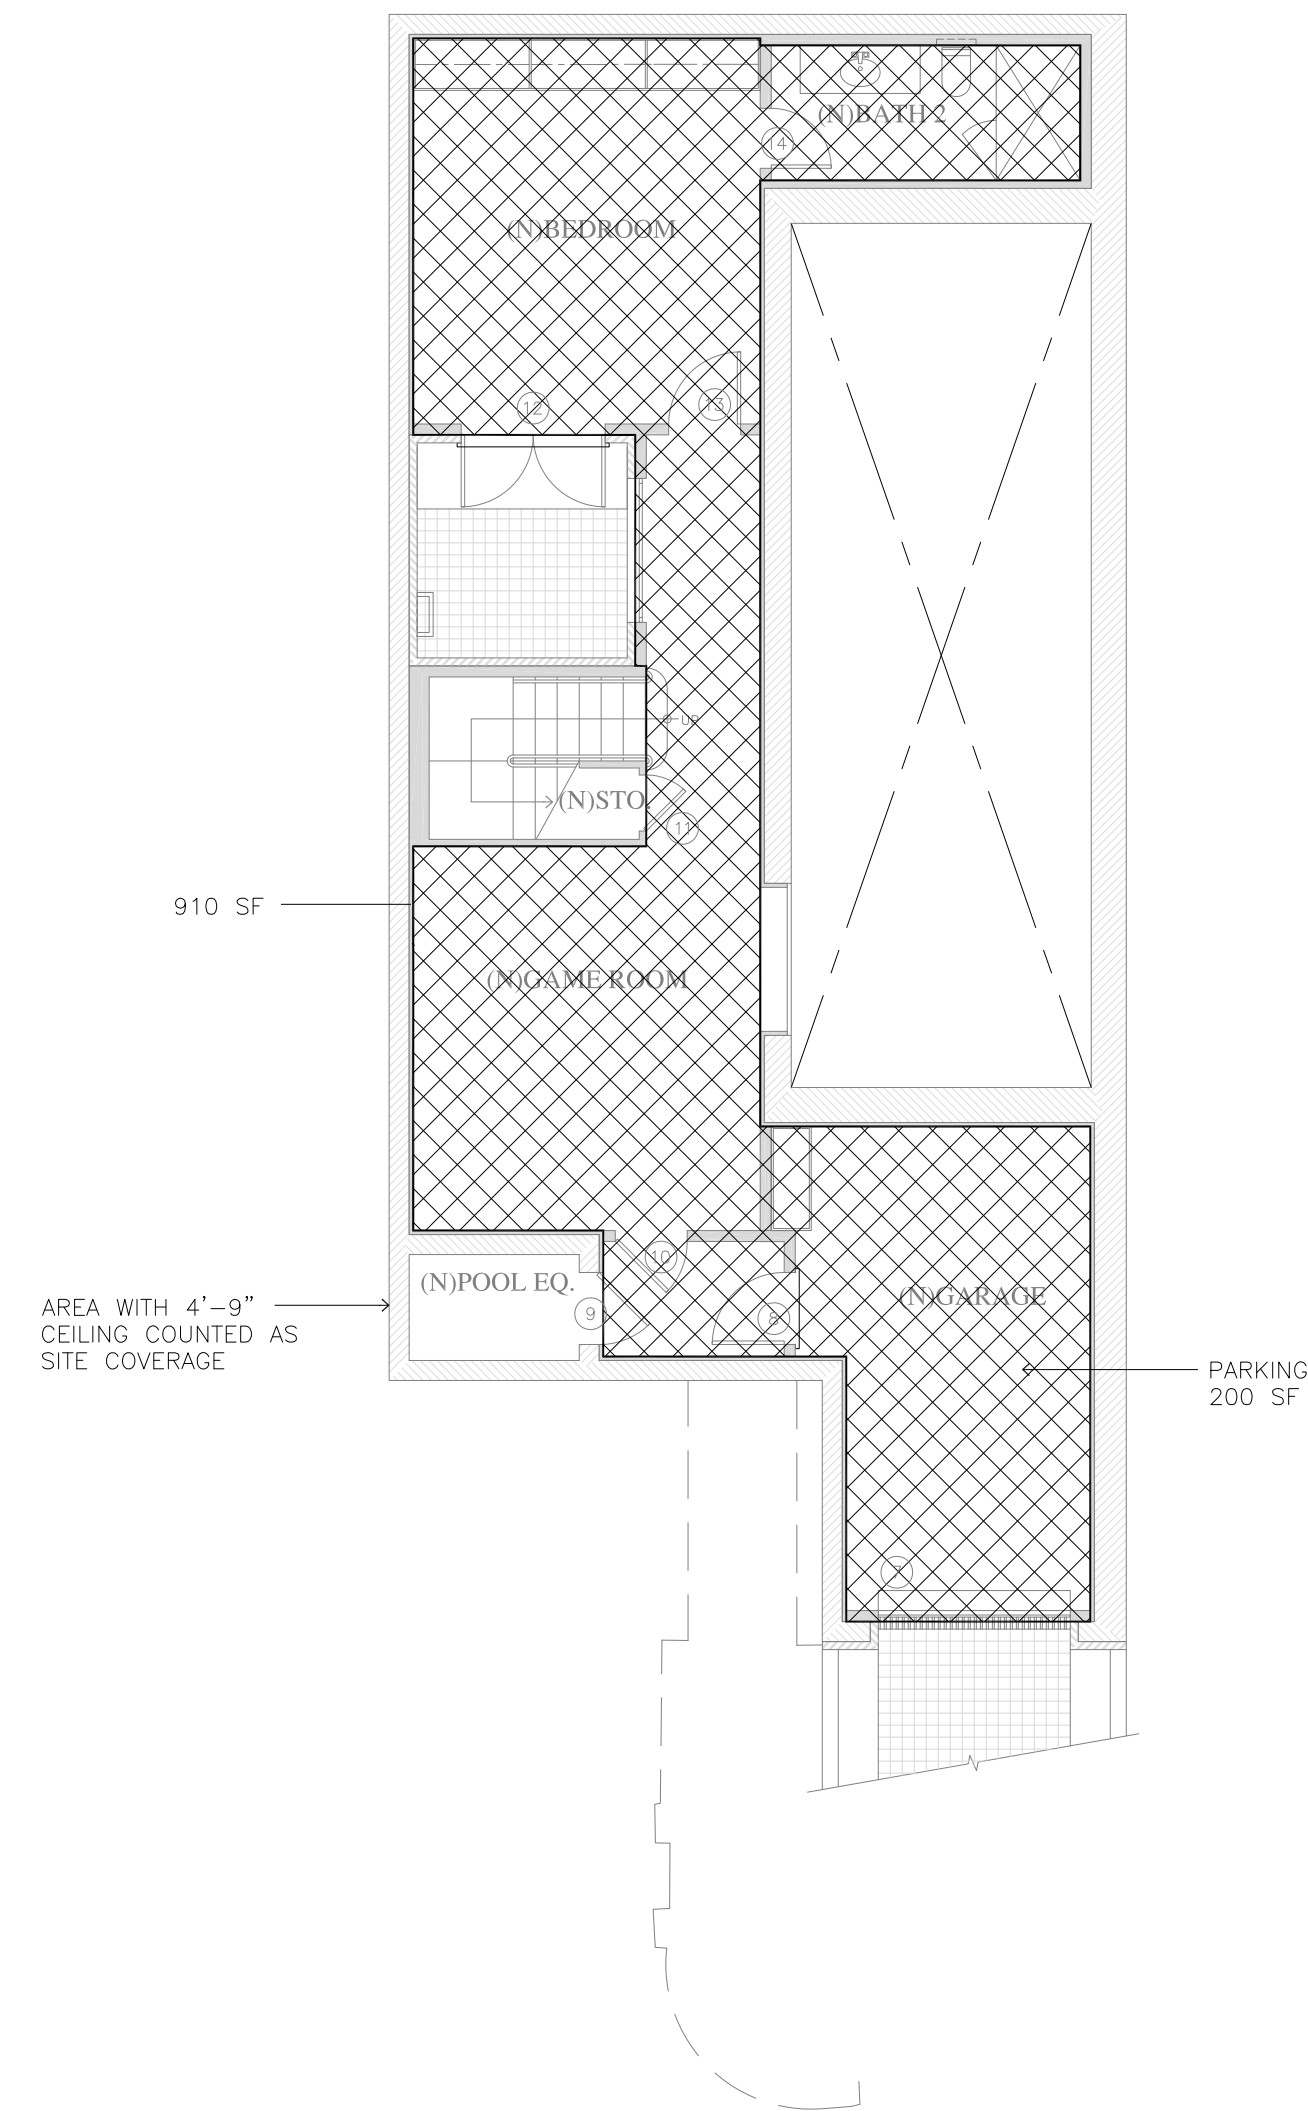 (N)BATH 2
14
(N)BEDROOM
12
13
UP
(N)STO.
11
910 SF
(N)GAME ROOM
10
(N)POOL EQ.
9
8
(N)GARAGE
AREA WITH 4'-9"
CEILING COUNTED AS
SITE COVERAGE
PARKING
200 SF
7